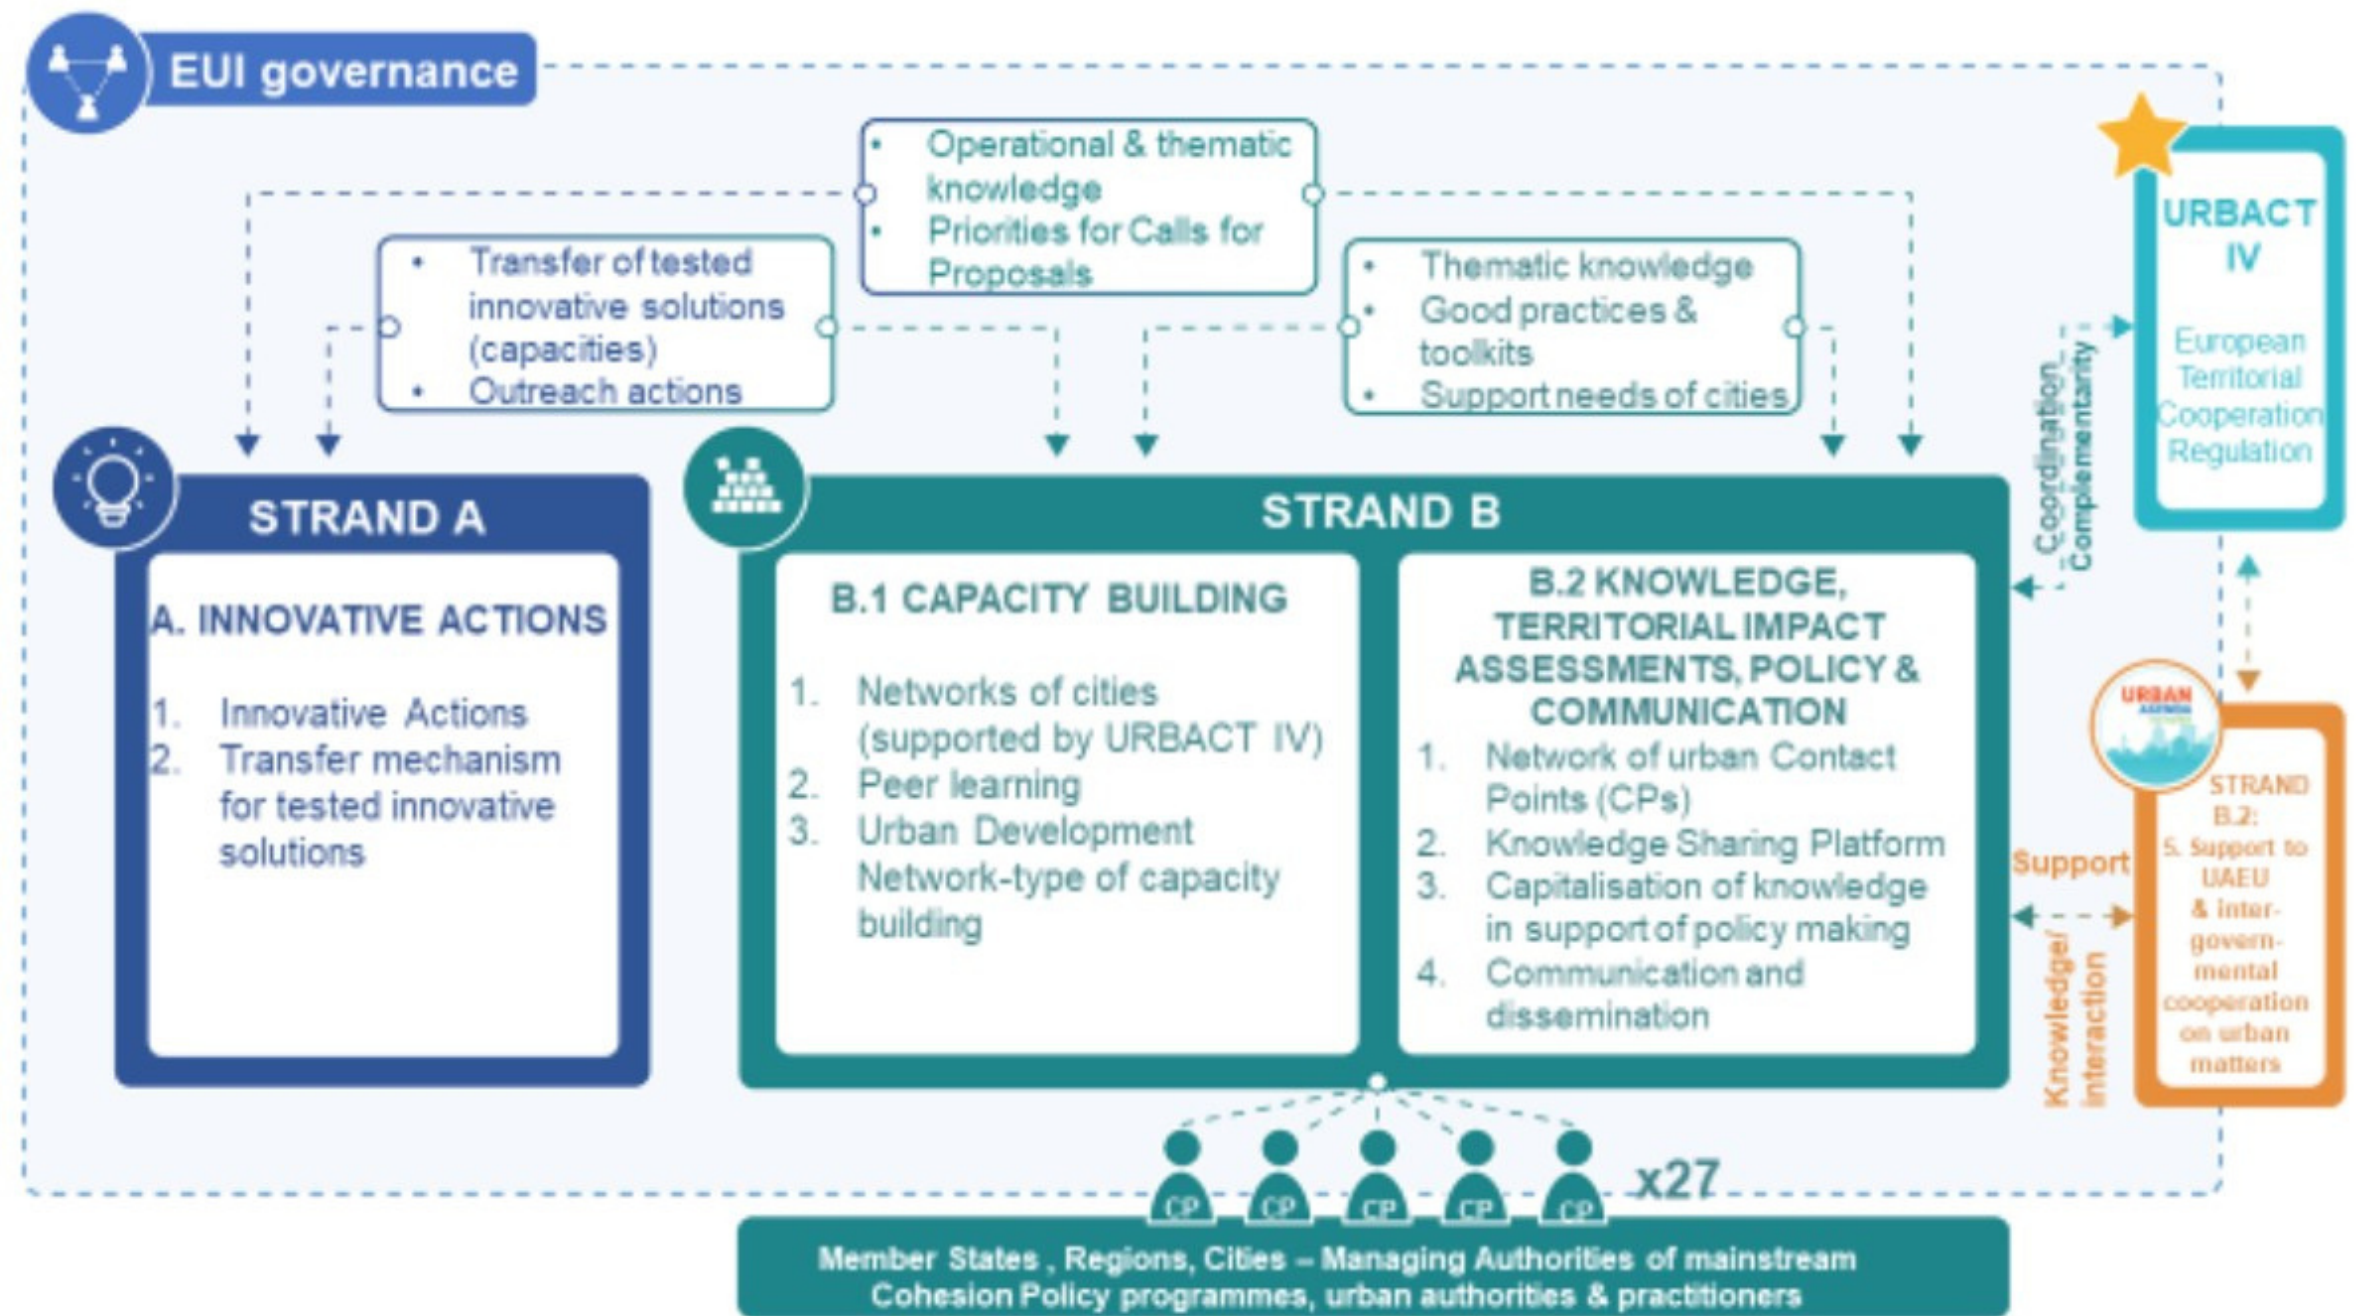 EUI governance
• Operational & thematic
knowledge
• Priorities for Calls for
Proposals
• Transfer of tested
innovative solutions
(capacities)
• Outreach actions
• Thematic knowledge
• Good practices &
toolkits
• Support needs of cities
URBACT
IV
European
Territorial
Cooperation
Regulation
Coordination
Complementarity
STRAND A
A. INNOVATIVE ACTIONS
1. Innovative Actions
2. Transfer mechanism
for tested innovative
solutions
STRAND B
B.1 CAPACITY BUILDING
1. Networks of cities
(supported by URBACT IV)
2. Peer learning
3. Urban Development
Network-type of capacity
building
B.2 KNOWLEDGE,
TERRITORIAL IMPACT
ASSESSMENTS, POLICY &
COMMUNICATION
1. Network of urban Contact
Points (CPs)
2. Knowledge Sharing Platform
3. Capitalisation of knowledge
in support of policy making
4. Communication and
dissemination
URBAN
AGENDA
STRAND
B.2:
5. Support to
UAEU
& inter-
govern-
mental
cooperation
on urban
matters
Support
Knowledge/
interaction
CP
CP
CP
CP
CP
x27
Member States , Regions, Cities – Managing Authorities of mainstream
Cohesion Policy programmes, urban authorities & practitioners